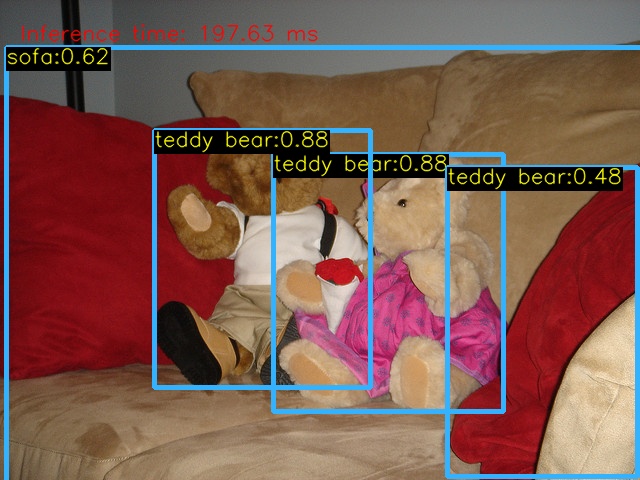 Inference time: 197.63 ms
sofa:0.62
teddy bear:0.88
teddy bear:0.88
teddy bear:0.48